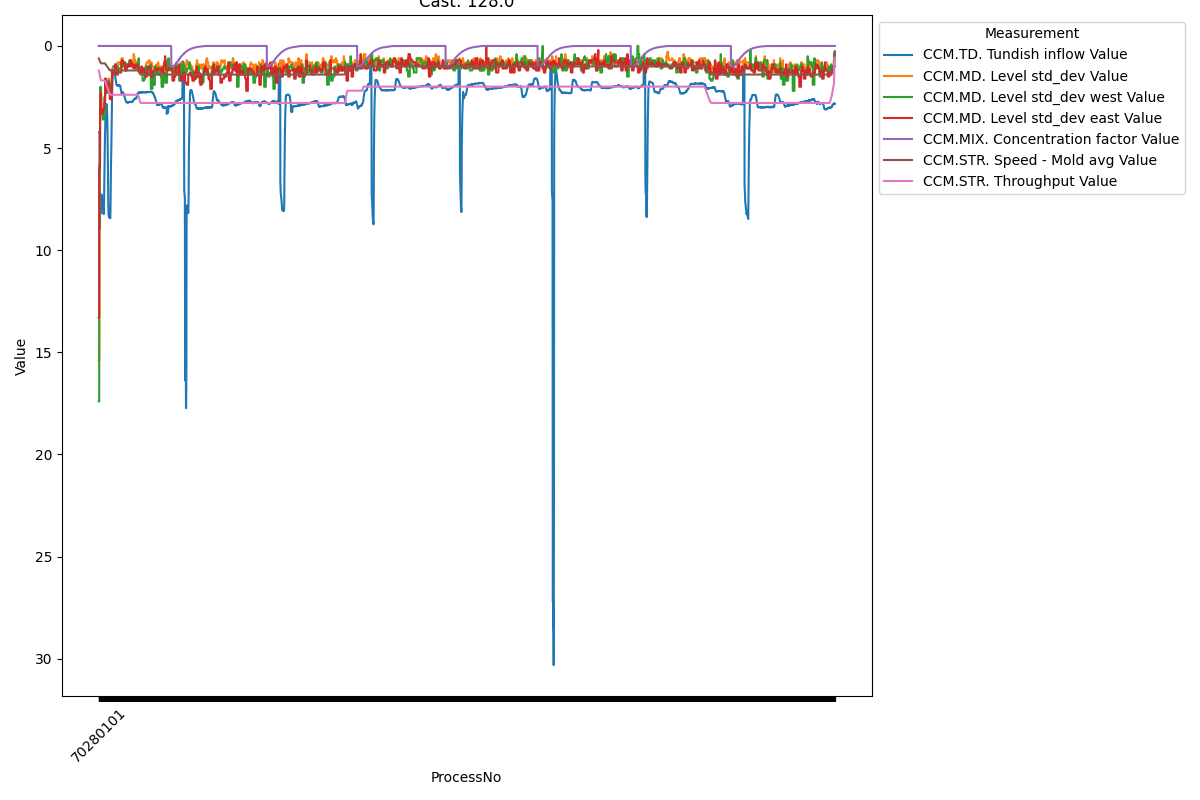 Cast: 128.0
Measurement
CCM.TD. Tundish inflow Value
CCM.MD. Level std_dev Value
CCM.MD. Level std_dev west Value
CCM.MD. Level std_dev east Value
CCM.MIX. Concentration factor Value
CCM.STR. Speed - Mold avg Value
CCM.STR. Throughput Value
0
5
10
15
20
25
30
Value
70280101
ProcessNo